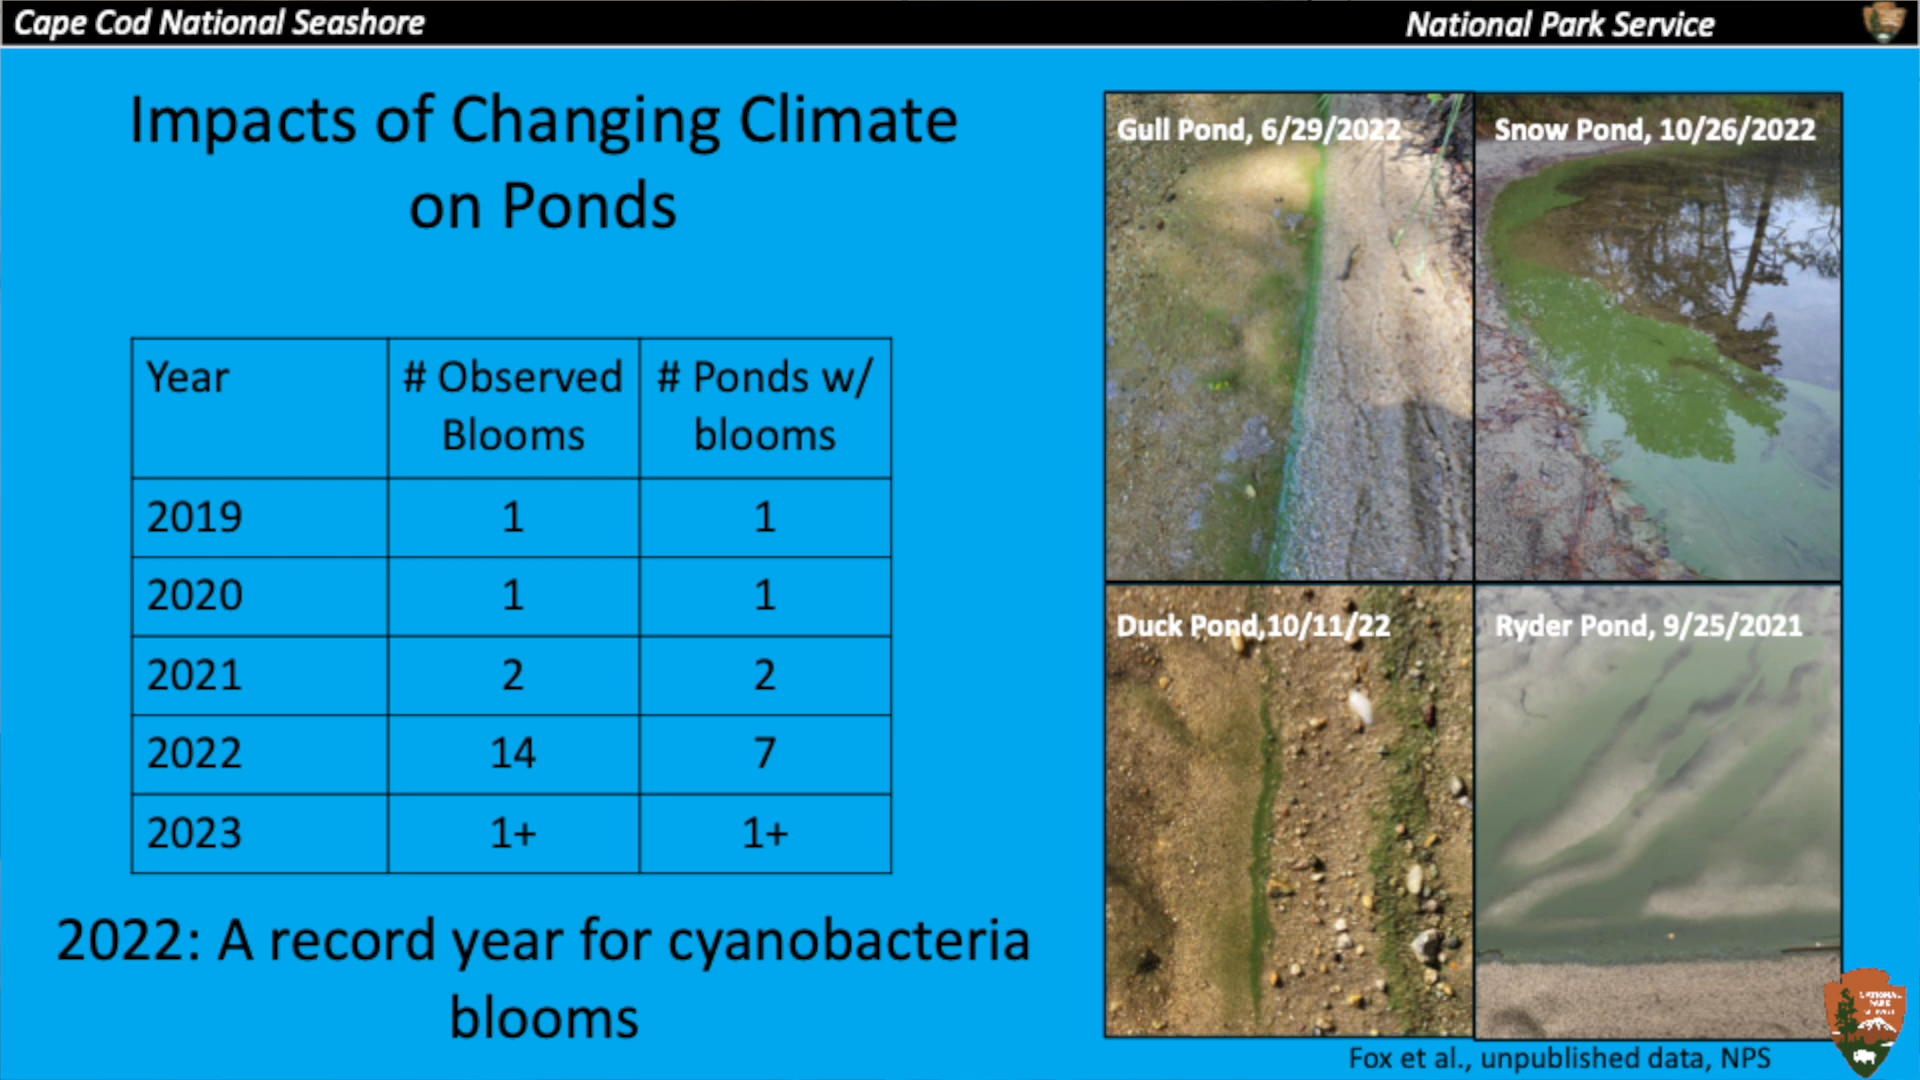 Cape Cod National Seashore
National Park Service
Impacts of Changing Climate
on Ponds
Year
# Observed
Blooms
# Ponds w/
blooms
2019 1 1
2020 1 1
2021 2 2
2022 14 7
2023 1+ 1+
2022: A record year for cyanobacteria
blooms
Gull Pond, 6/29/2022
Snow Pond, 10/26/2022
Duck Pond,10/11/22
Ryder Pond, 9/25/2021
Fox et al., unpublished data, NPS
NATIONAL
PARK